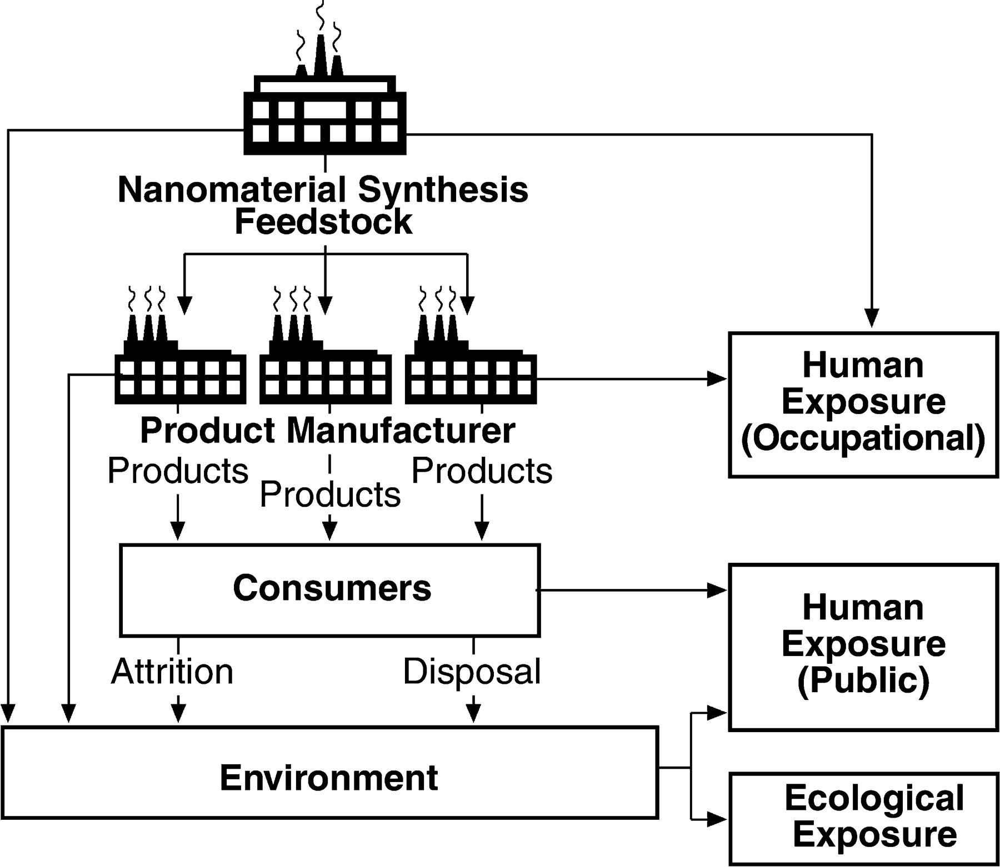 Nanomaterial Synthesis
Feedstock
Human
Exposure
(Occupational)
Product Manufacturer
Products
Products
Products
Consumers
Human
Exposure
(Public)
Attrition
Disposal
Environment
Ecological
Exposure